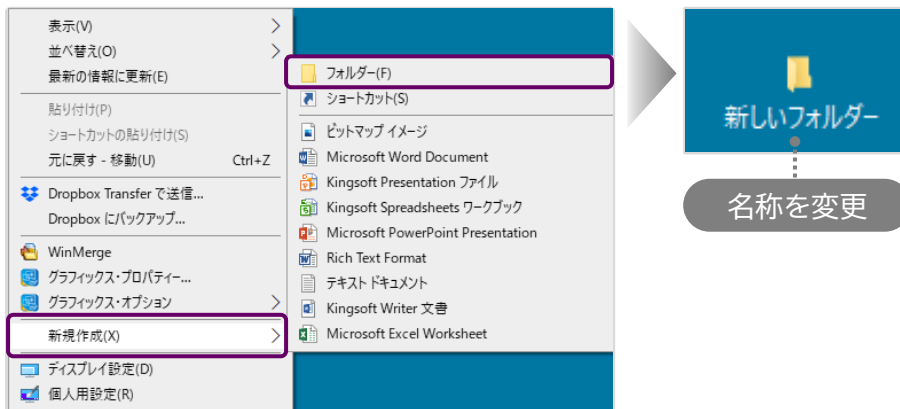 表示(V)
並べ替え(O)
最新の情報に更新(E)
貼り付け(P)
ショートカットの貼り付け(S)
元に戻す - 移動(U) Ctrl+Z
Dropbox Transfer で送信...
Dropbox にバックアップ...
WinMerge
グラフィックス・プロパティー...
グラフィックス・オプション
新規作成(X)
ディスプレイ設定(D)
個人用設定(R)
フォルダー(F)
ショートカット(S)
ビットマップ イメージ
Microsoft Word Document
Kingsoft Presentation ファイル
Kingsoft Spreadsheets ワークブック
Microsoft PowerPoint Presentation
Rich Text Format
テキスト ドキュメント
Kingsoft Writer 文書
Microsoft Excel Worksheet
新しいフォルダー
名称を変更